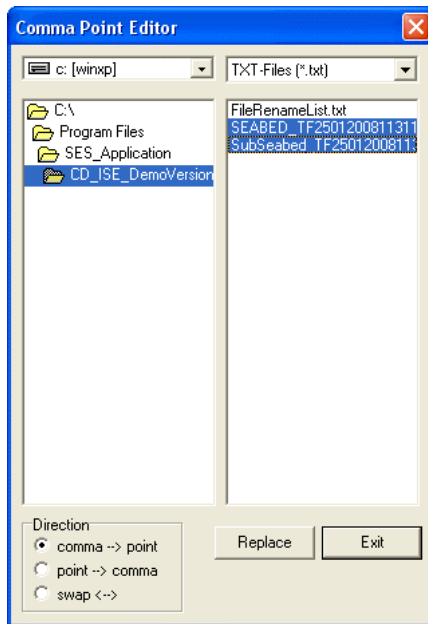 Comma Point Editor
c: [winxp]
TXT-Files (*.txt)
C:\
Program Files
SES_Application
CD_ISE_DemoVersion
FileRenameList.txt
SEABED_TF2501200811311
SubSeabed_TF25012008113
Direction
comma --> point
point --> comma
swap <-->
Replace
Exit